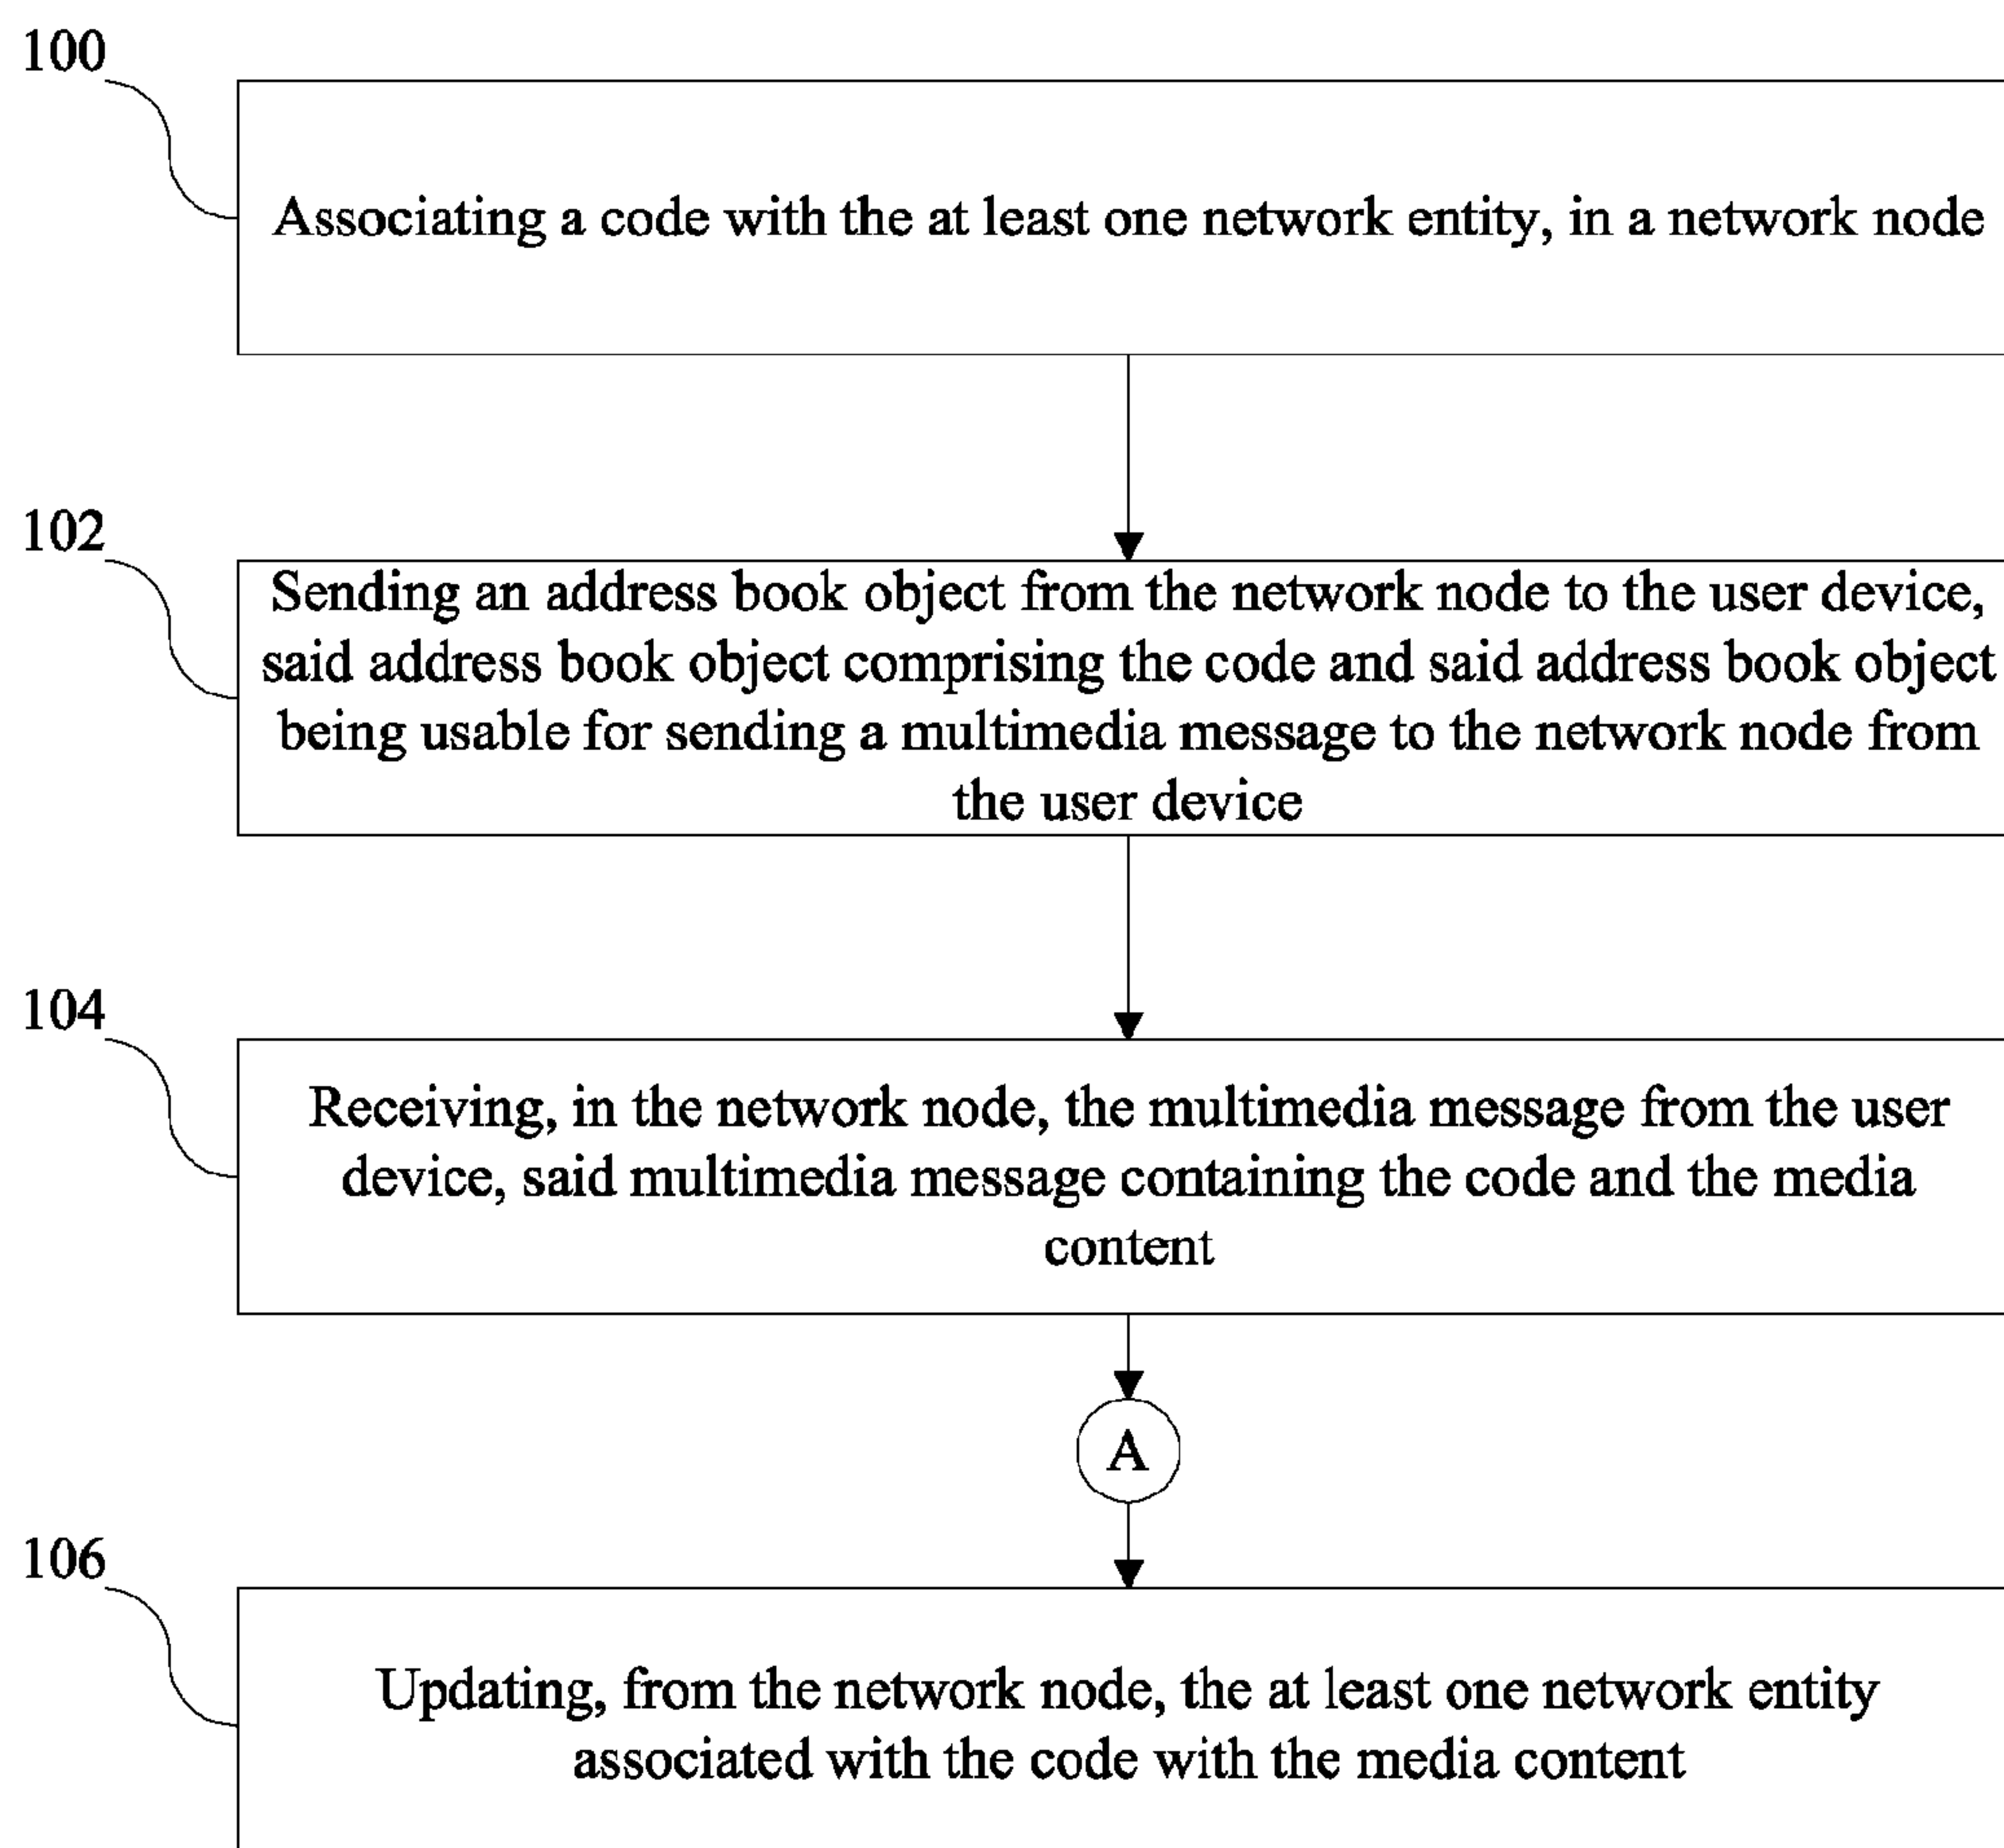 100
Associating a code with the at least one network entity, in a network node
102
Sending an address book object from the network node to the user device,
said address book object comprising the code and said address book object
being usable for sending a multimedia message to the network node from
the user device
104
Receiving, in the network node, the multimedia message from the user
device, said multimedia message containing the code and the media
content
A
106
Updating, from the network node, the at least one network entity
associated with the code with the media content